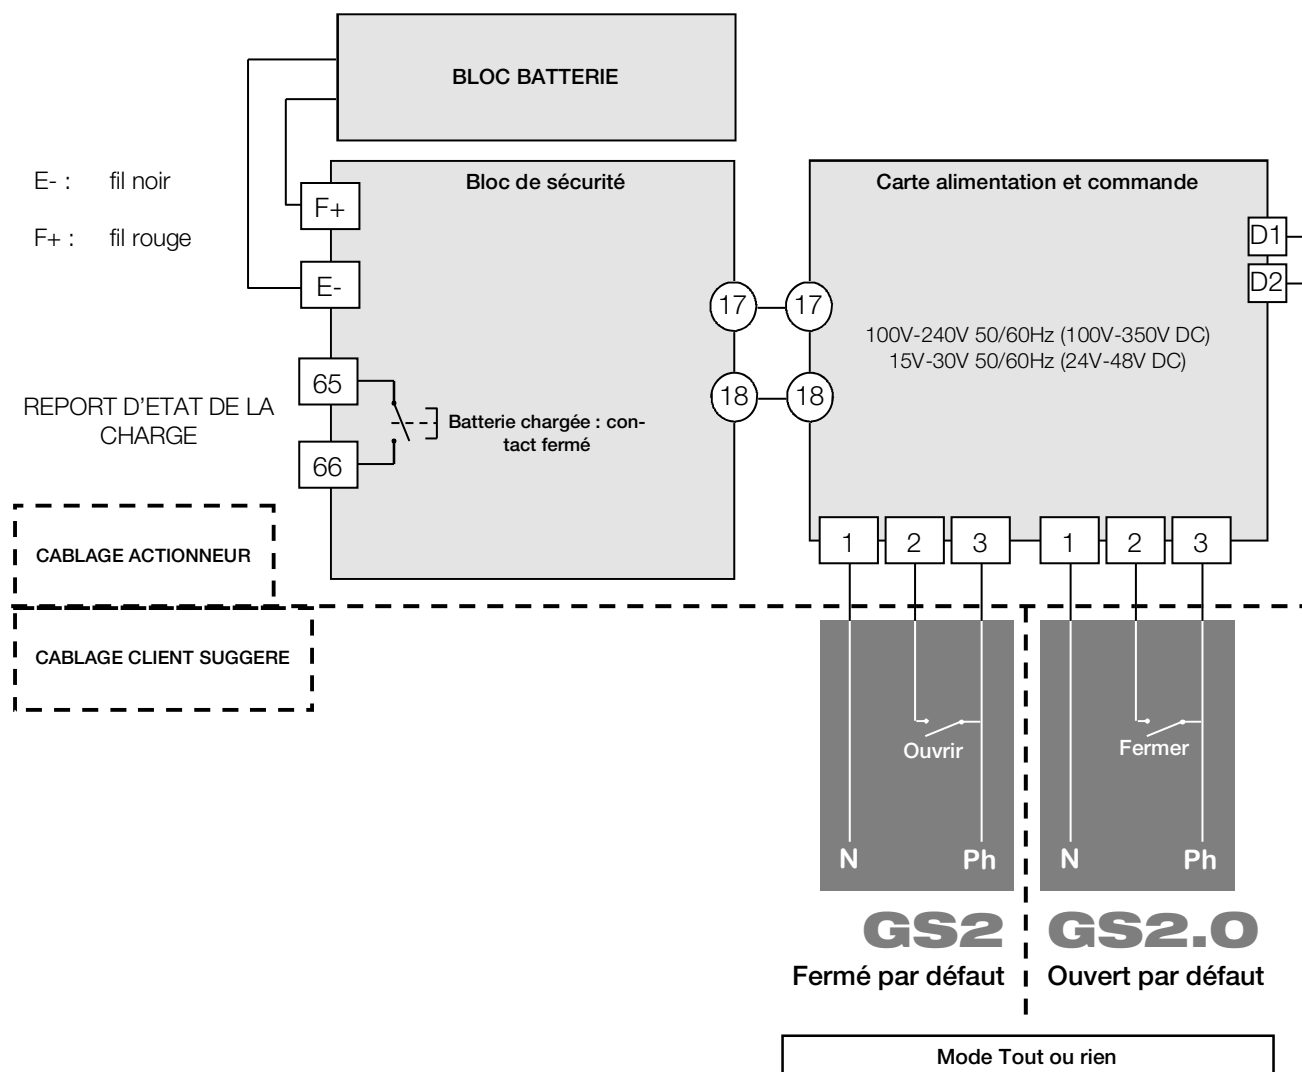 BLOC BATTERIE
E- : fil noir
F+ : fil rouge
F+
E-
Bloc de sécurité
Carte alimentation et commande
D1
D2
17
17
18
18
100V-240V 50/60Hz (100V-350V DC)
15V-30V 50/60Hz (24V-48V DC)
65
66
REPORT D'ETAT DE LA
CHARGE
Batterie chargée : con-
tact fermé
1 2 3 1 2 3
CABLAGE ACTIONNEUR
CABLAGE CLIENT SUGGERE
Ouvrir
Fermer
N Ph N Ph
GS2 GS2.0
Fermé par défaut Ouvert par défaut
Mode Tout ou rien